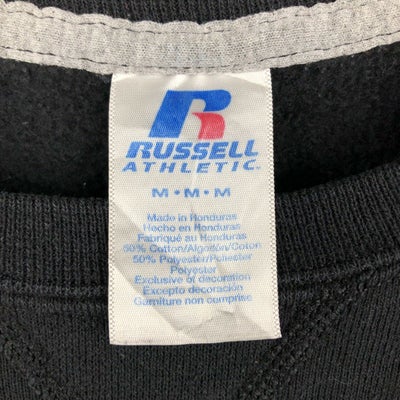 R
RUSSELL
ATHLETIC
M•M•M
Made in Honduras
Hecho en Honduras
Fabriqué au Honduras
50% Cotton/Algodón/Coton
50% Polyester/Poliester
Polyester
Exclusive of decoration
Excepto decoración
Garniture non comprise